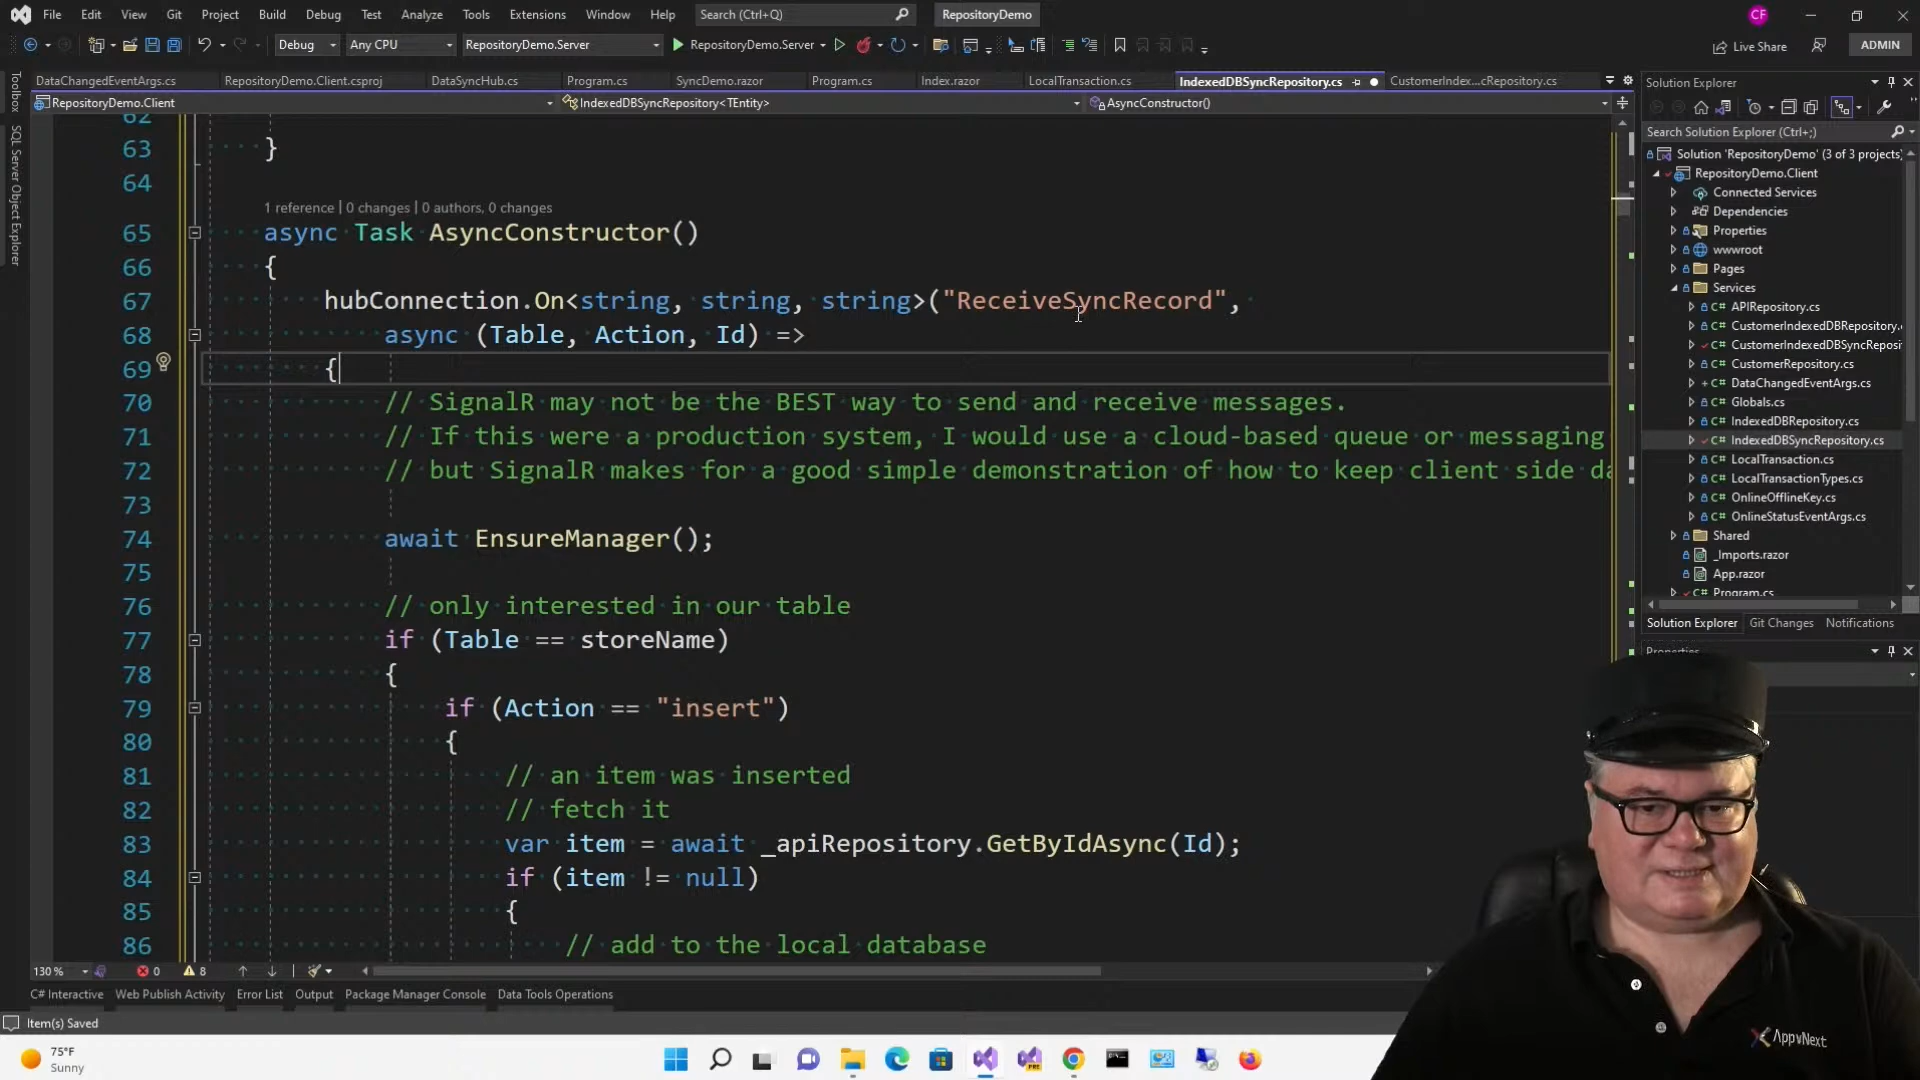 File Edit View Git Project Build Debug Test Analyze Tools Extensions Window Help Search (Ctrl+Q) RepositoryDemo CF
Debug Any CPU RepositoryDemo.Server RepositoryDemo.Server Live Share ADMIN
DataChangedEventArgs.cs RepositoryDemo.Client.csproj DataSyncHub.cs Program.cs SyncDemo.razor Program.cs Index.razor LocalTransaction.cs IndexedDBSyncRepository.cs CustomerIndex...cRepository.cs
RepositoryDemo.Client IndexedDBSyncRepository<TEntity> AsyncConstructor()
Toolbox
SQL Server Object Explorer
62
63 }
64
1 reference | 0 changes | 0 authors, 0 changes
65 async Task AsyncConstructor()
66 {
67 hubConnection.On<string, string, string>("ReceiveSyncRecord",
68 async (Table, Action, Id) =>
69 {
70 // SignalR may not be the BEST way to send and receive messages.
71 // If this were a production system, I would use a cloud-based queue or messaging
72 // but SignalR makes for a good simple demonstration of how to keep client side da
73
74 await EnsureManager();
75
76 // only interested in our table
77 if (Table == storeName)
78 {
79 if (Action == "insert")
80 {
81 // an item was inserted
82 // fetch it
83 var item = await _apiRepository.GetByIdAsync(Id);
84 if (item != null)
85 {
86 // add to the local database
130 % 0 8
C# Interactive Web Publish Activity Error List Output Package Manager Console Data Tools Operations
Item(s) Saved
75°F
Sunny
Solution Explorer
Search Solution Explorer (Ctrl+;)
Solution 'RepositoryDemo' (3 of 3 projects)
RepositoryDemo.Client
Connected Services
Dependencies
Properties
wwwroot
Pages
Services
C# APIRepository.cs
C# CustomerIndexedDBRepository.c
C# CustomerIndexedDBSyncReposit
C# CustomerRepository.cs
C# DataChangedEventArgs.cs
C# Globals.cs
C# IndexedDBRepository.cs
C# IndexedDBSyncRepository.cs
C# LocalTransaction.cs
C# LocalTransactionTypes.cs
C# OnlineOfflineKey.cs
C# OnlineStatusEventArgs.cs
Shared
_Imports.razor
App.razor
C# Program.cs
Solution Explorer Git Changes Notifications
Properties
AppvNext